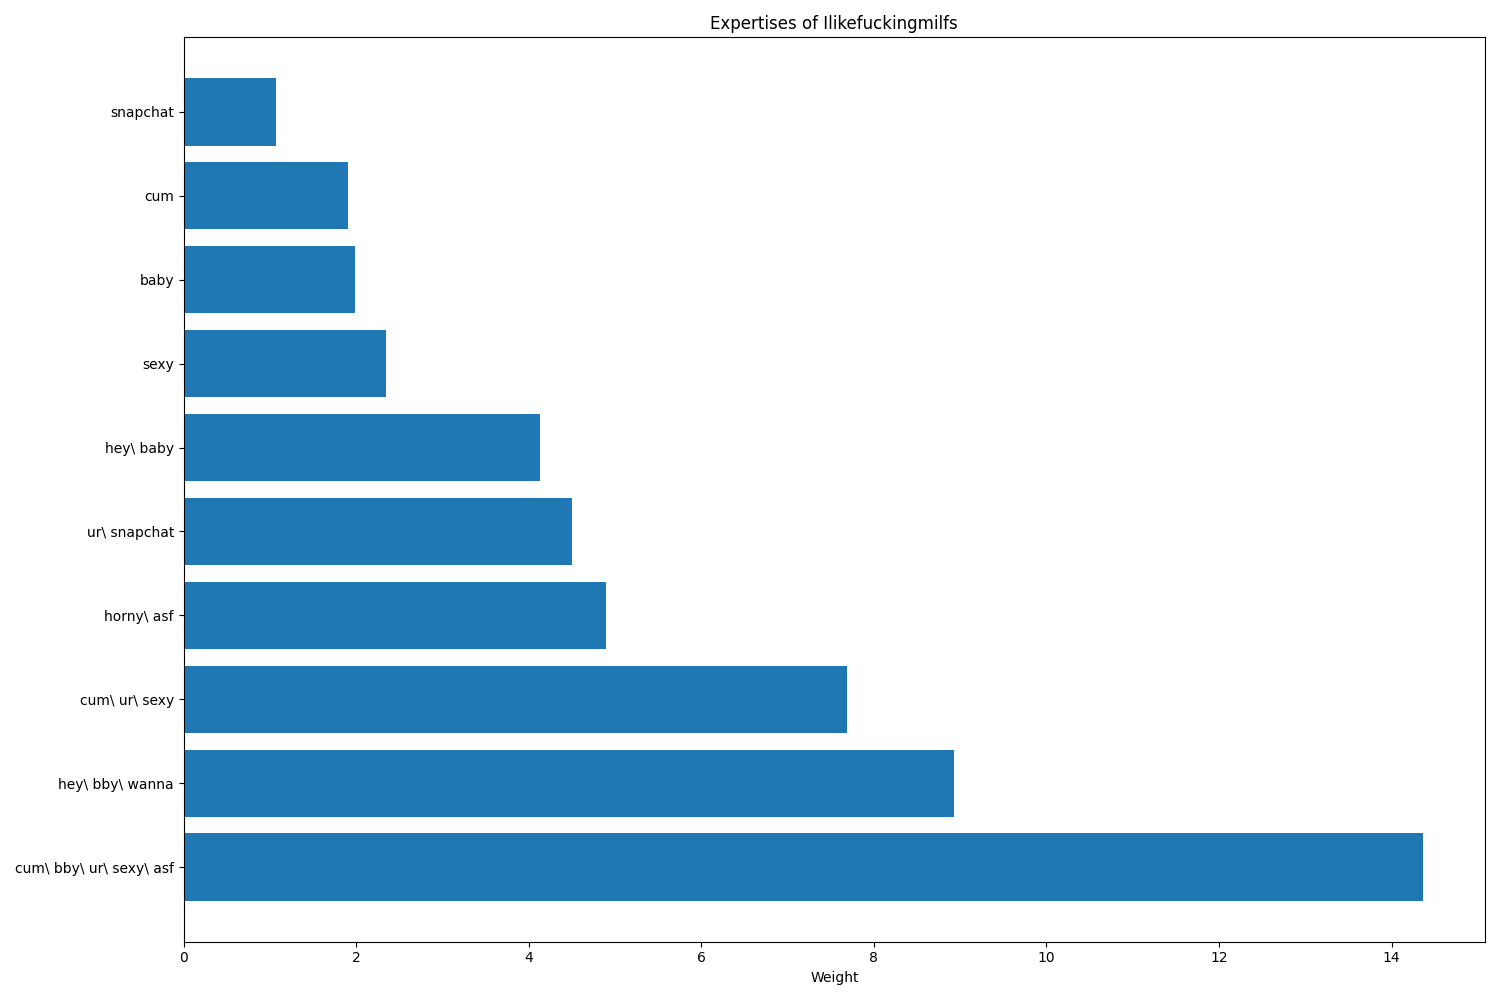 Expertises of Ilikefuckingmilfs
snapchat
cum
baby
sexy
hey\ baby
ur\ snapchat
horny\ asf
cum\ ur\ sexy
hey\ bby\ wanna
cum\ bby\ ur\ sexy\ asf
0 2 4 6 8 10 12 14
Weight